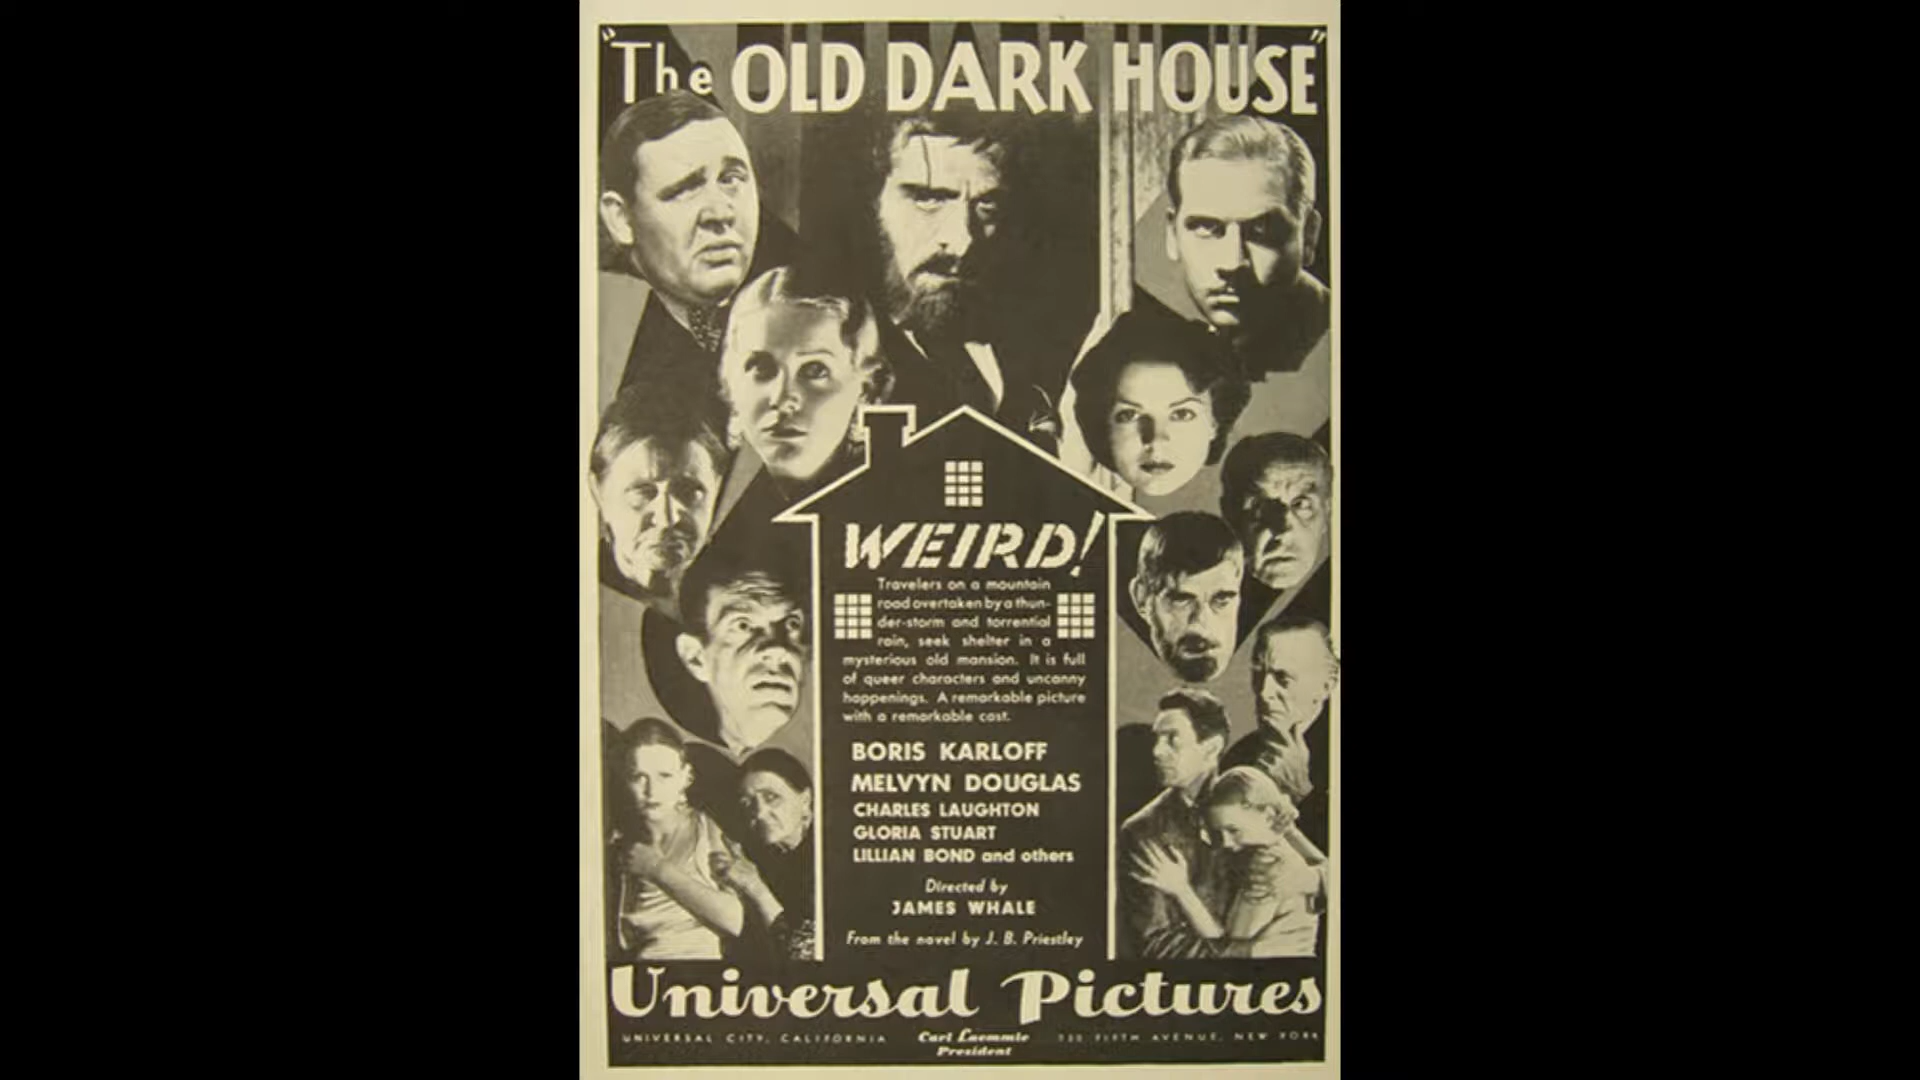 "The OLD DARK HOUSE"
WEIRD!
Travelers on a mountain
road overtaken by a thun-
der-storm and torrential
rain, seek shelter in a
mysterious old mansion. It is full
of queer characters and uncanny
happenings. A remarkable picture
with a remarkable cast.
BORIS KARLOFF
MELVYN DOUGLAS
CHARLES LAUGHTON
GLORIA STUART
LILLIAN BOND and others
Directed by
JAMES WHALE
From the novel by J. B. Priestley
Universal Pictures
UNIVERSAL CITY, CALIFORNIA
Carl Laemmle
President
730 FIFTH AVENUE, NEW YORK